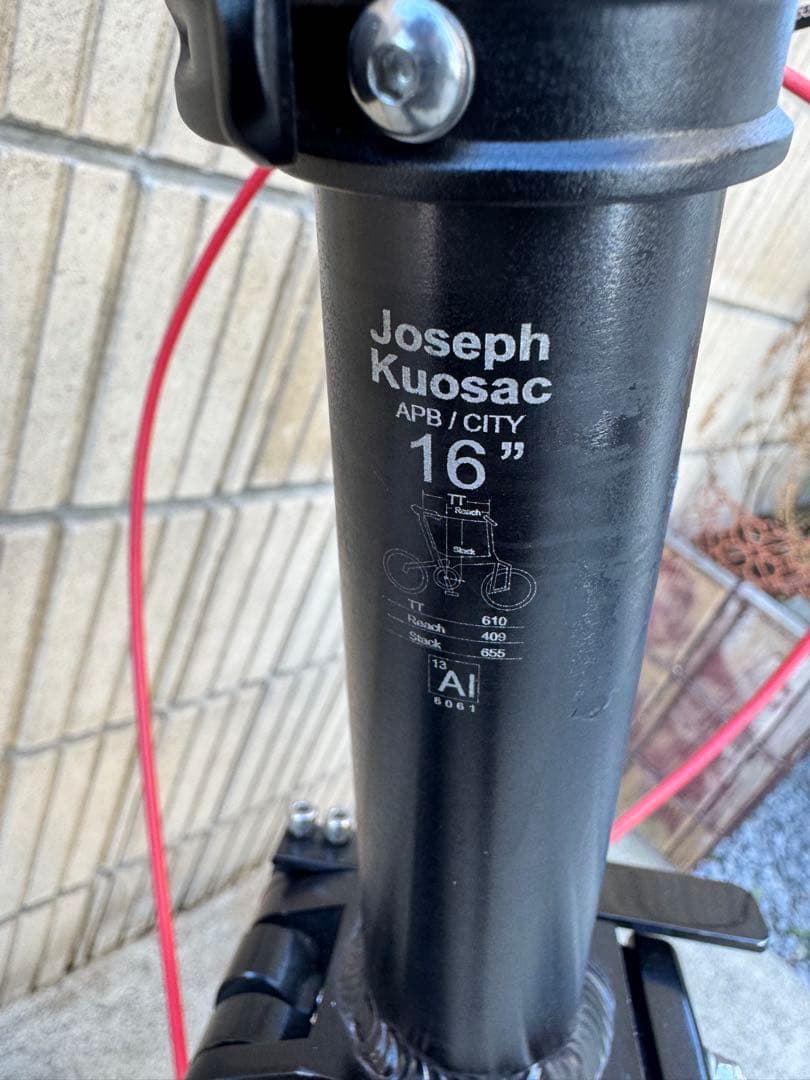 Joseph
Kuosac
APB / CITY
16”
TT
Reach
Stack
TT 610
Reach 409
Stack 655
13
Al
6061